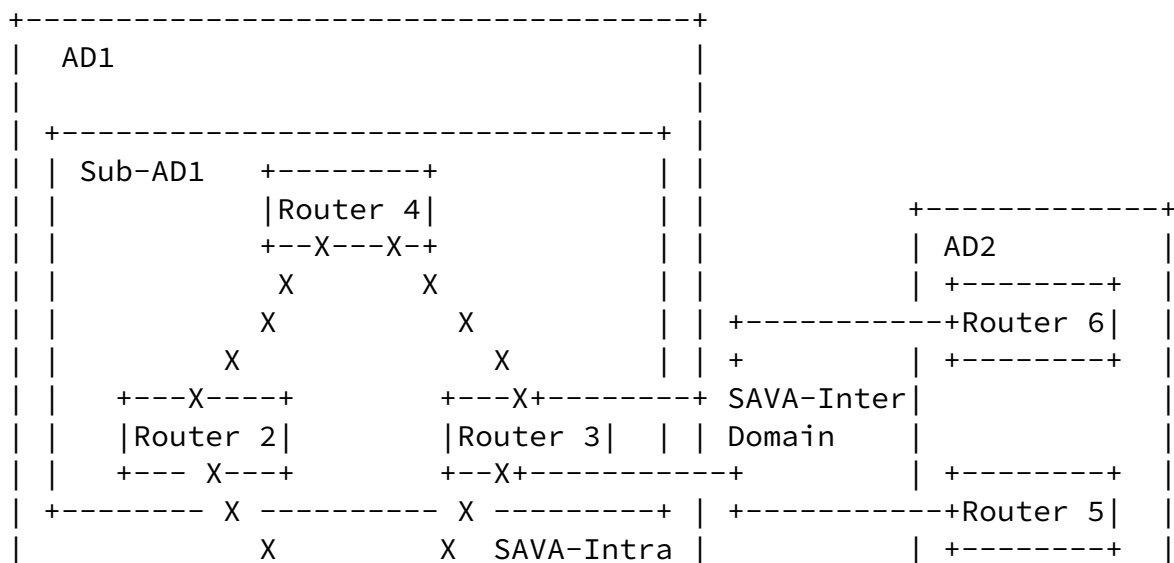 AD1
Sub-AD1
Router 4
AD2
Router 6
SAVA-Inter
Router 2 Router 3 Domain
Router 5
SAVA-Intra